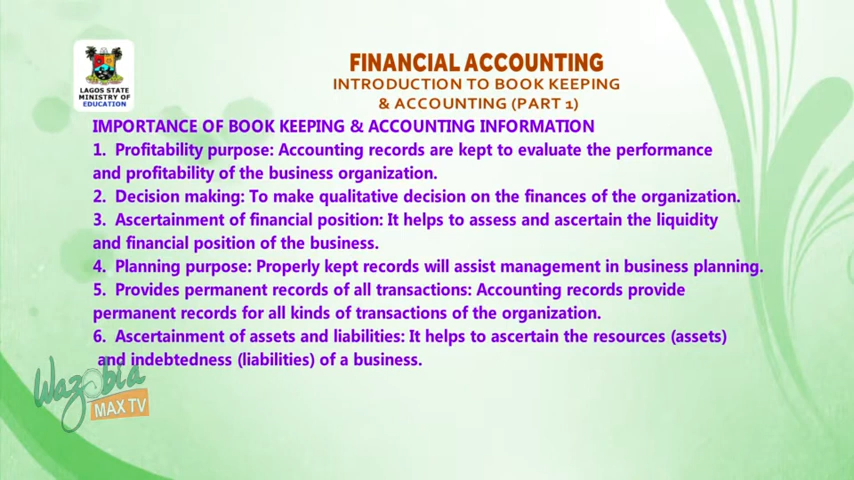 LAGOS STATE
MINISTRY OF
EDUCATION
FINANCIAL ACCOUNTING
INTRODUCTION TO BOOK KEEPING
& ACCOUNTING (PART 1)
IMPORTANCE OF BOOK KEEPING & ACCOUNTING INFORMATION
1. Profitability purpose: Accounting records are kept to evaluate the performance
and profitability of the business organization.
2. Decision making: To make qualitative decision on the finances of the organization.
3. Ascertainment of financial position: It helps to assess and ascertain the liquidity
and financial position of the business.
4. Planning purpose: Properly kept records will assist management in business planning.
5. Provides permanent records of all transactions: Accounting records provide
permanent records for all kinds of transactions of the organization.
6. Ascertainment of assets and liabilities: It helps to ascertain the resources (assets)
and indebtedness (liabilities) of a business.
Wazobia
MAX TV